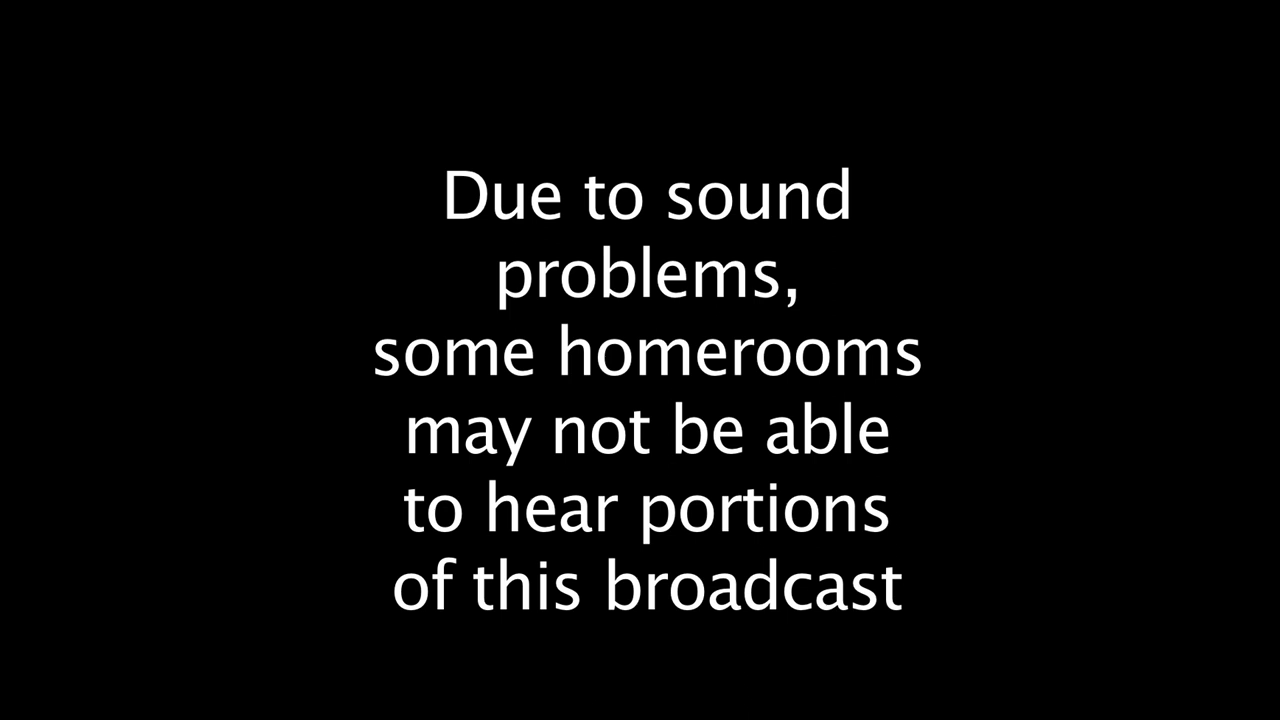 Due to sound
problems,
some homerooms
may not be able
to hear portions
of this broadcast